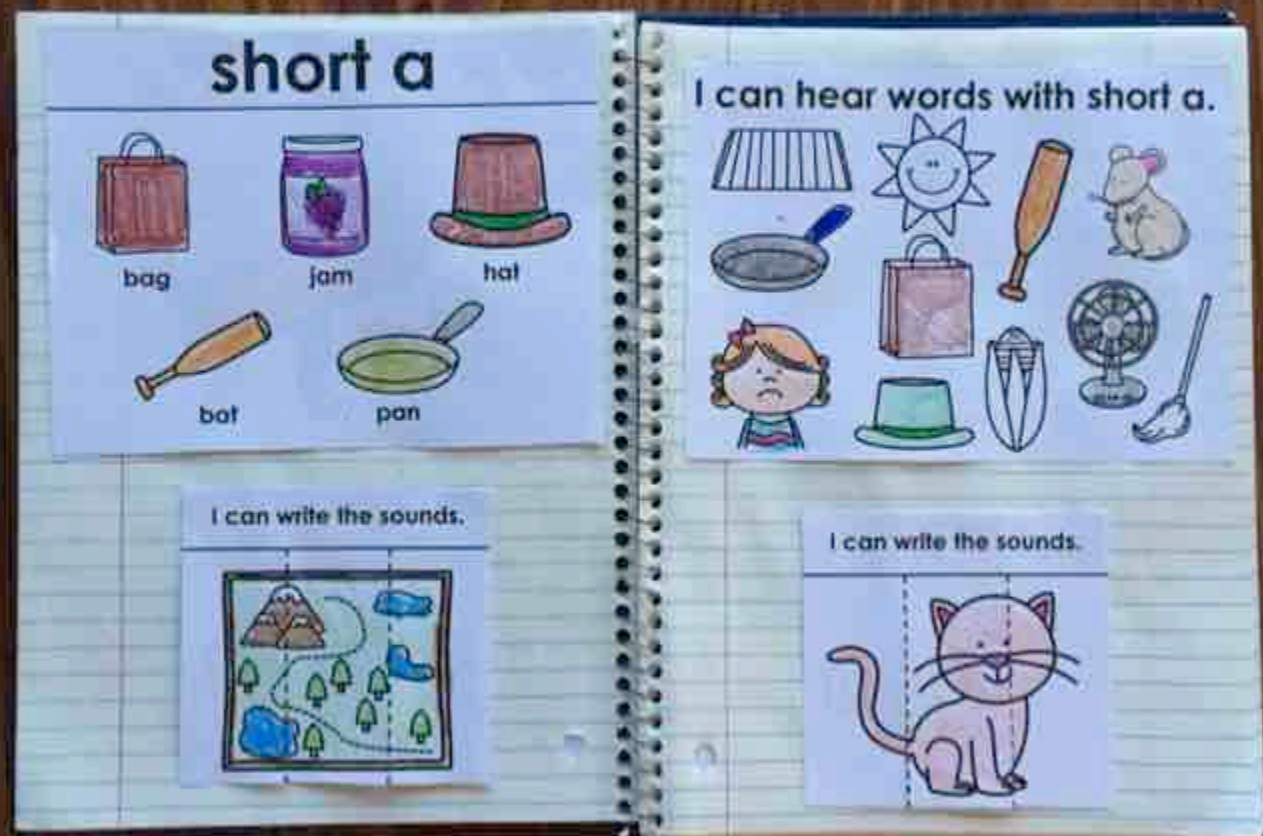 short a
bag
jam
hat
bat
pan
I can write the sounds.
I can hear words with short a.
I can write the sounds.